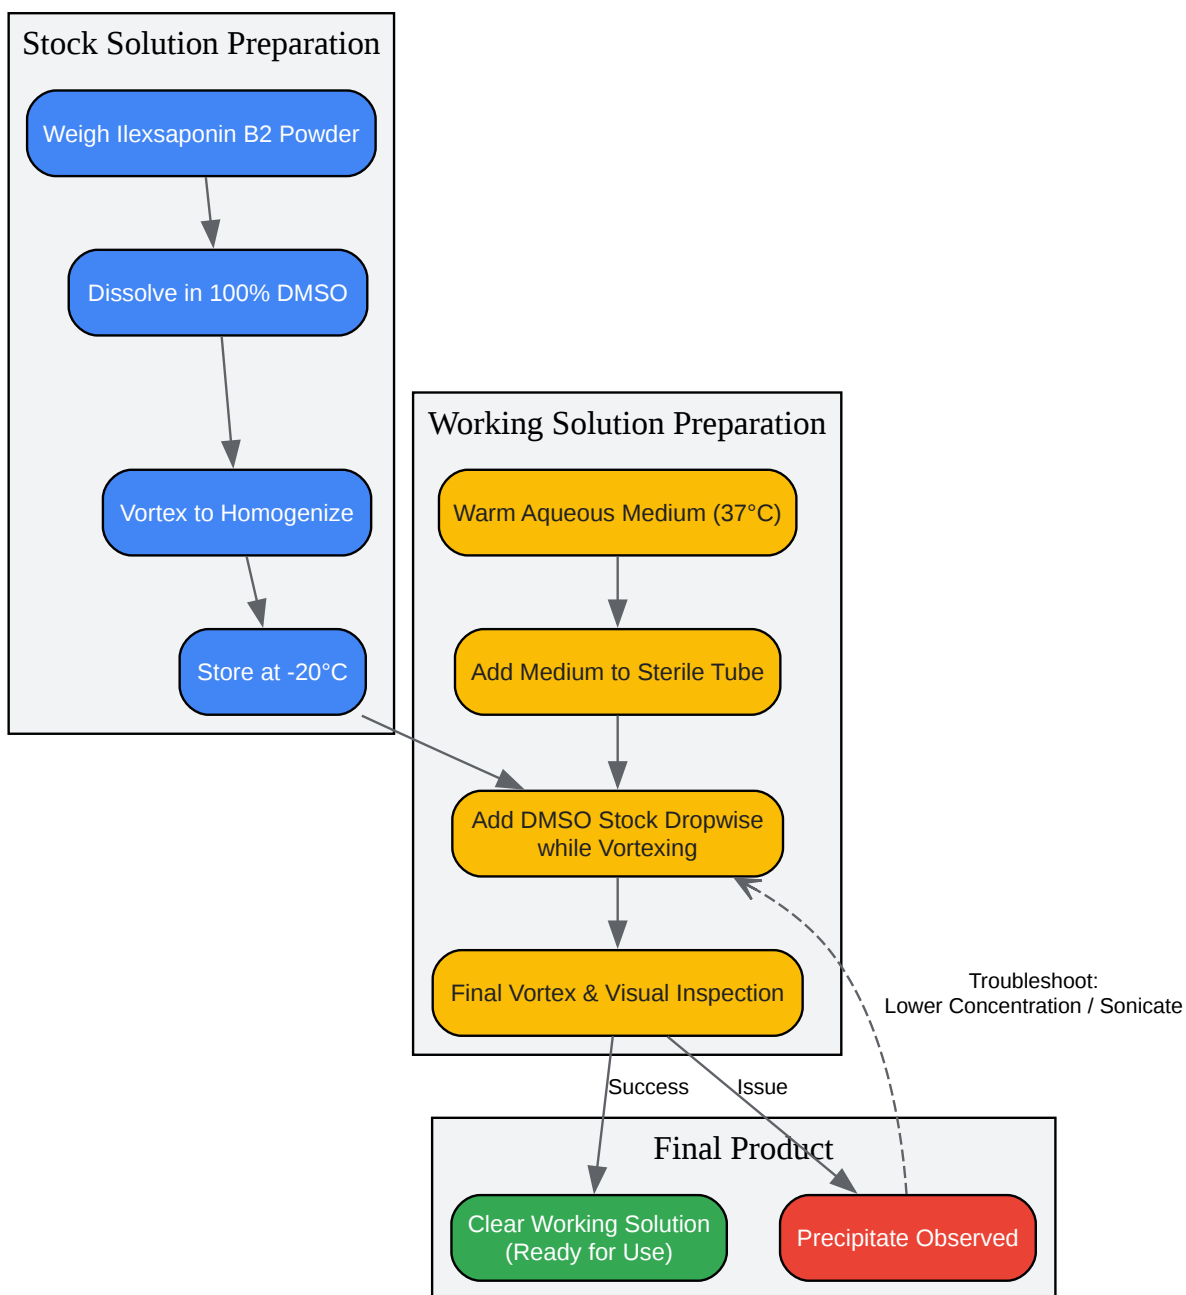 Stock Solution Preparation
Weigh Ilexsaponin B2 Powder
Dissolve in 100% DMSO
Vortex to Homogenize
Store at -20°C
Working Solution Preparation
Warm Aqueous Medium (37°C)
Add Medium to Sterile Tube
Add DMSO Stock Dropwise
while Vortexing
Final Vortex & Visual Inspection
Troubleshoot:
Lower Concentration / Sonicate
Success
Issue
Final Product
Clear Working Solution
(Ready for Use)
Precipitate Observed